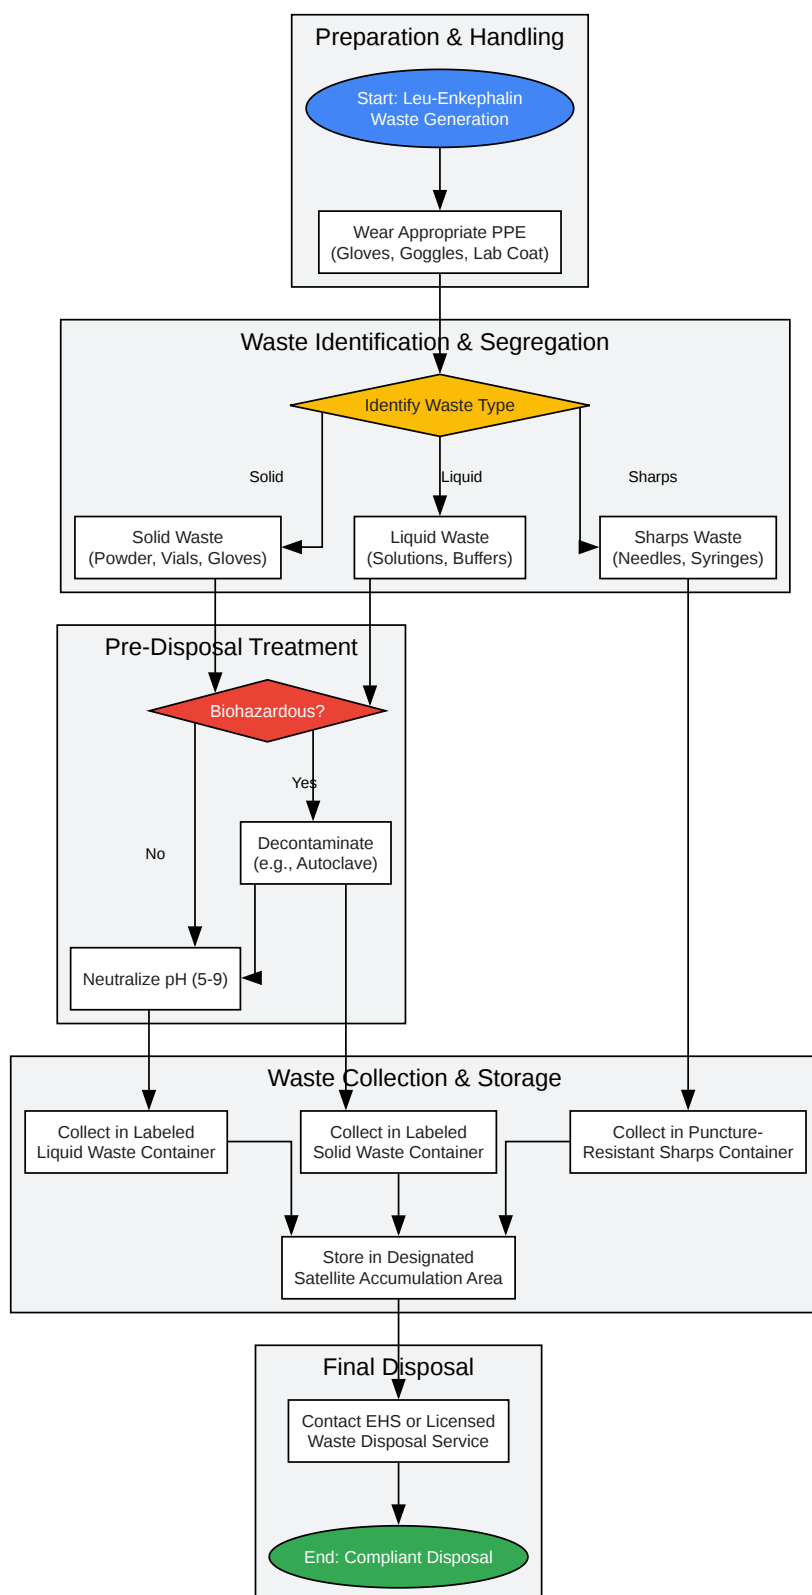 Preparation & Handling
Start: Leu-Enkephalin
Waste Generation
Wear Appropriate PPE
(Gloves, Goggles, Lab Coat)
Waste Identification & Segregation
Identify Waste Type
Solid
Liquid
Sharps
Solid Waste
(Powder, Vials, Gloves)
Liquid Waste
(Solutions, Buffers)
Sharps Waste
(Needles, Syringes)
Pre-Disposal Treatment
Biohazardous?
Yes
Decontaminate
(e.g., Autoclave)
No
Neutralize pH (5-9)
Waste Collection & Storage
Collect in Labeled
Liquid Waste Container
Collect in Labeled
Solid Waste Container
Collect in Puncture-
Resistant Sharps Container
Store in Designated
Satellite Accumulation Area
Final Disposal
Contact EHS or Licensed
Waste Disposal Service
End: Compliant Disposal